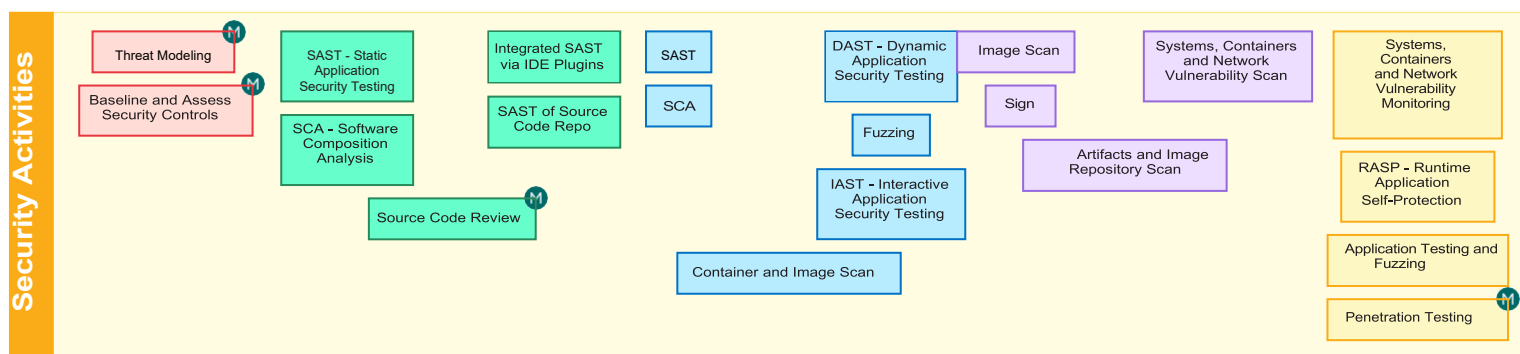 Security Activities
Threat Modeling
M
Baseline and Assess
Security Controls
M
SAST - Static
Application
Security Testing
SCA - Software
Composition
Analysis
Source Code Review
M
Integrated SAST
via IDE Plugins
SAST of Source
Code Repo
SAST
SCA
DAST - Dynamic
Application
Security Testing
Fuzzing
IAST - Interactive
Application
Security Testing
Container and Image Scan
Image Scan
Sign
Artifacts and Image
Repository Scan
Systems, Containers
and Network
Vulnerability Scan
Systems,
Containers
and Network
Vulnerability
Monitoring
RASP - Runtime
Application
Self-Protection
Application Testing and
Fuzzing
Penetration Testing
M